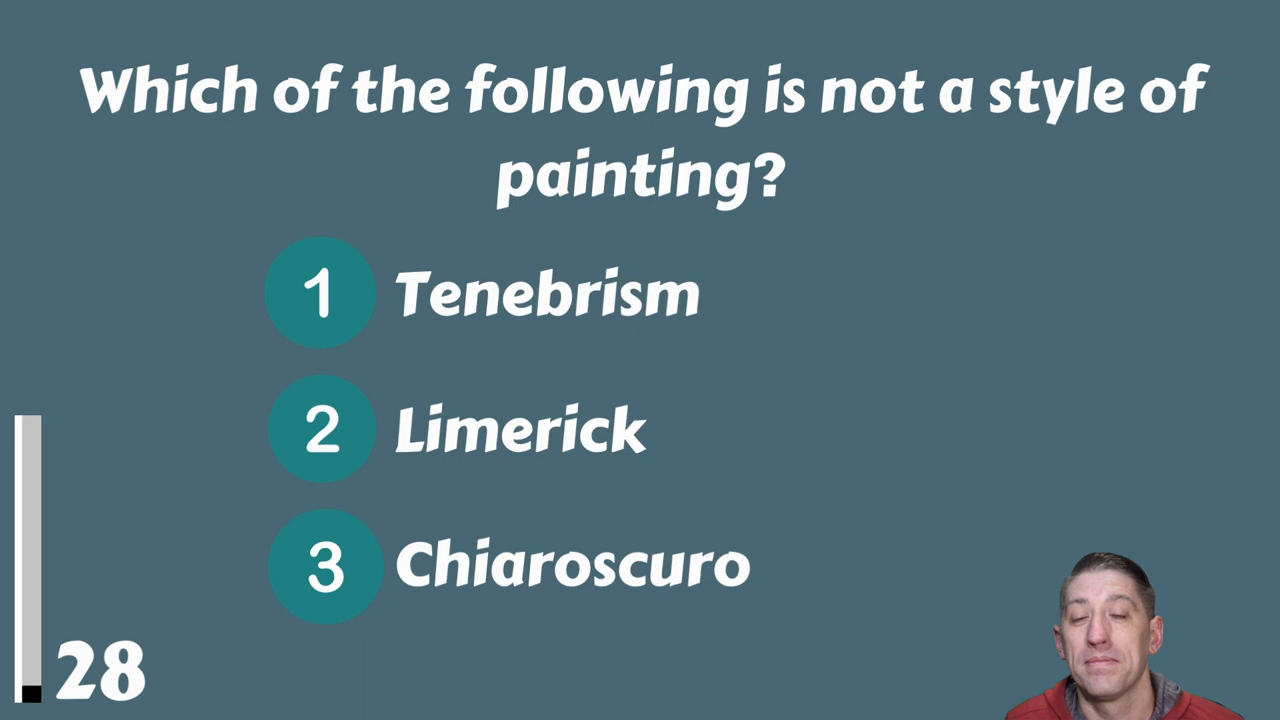 Which of the following is not a style of
painting?
1 Tenebrism
2 Limerick
3 Chiaroscuro
28